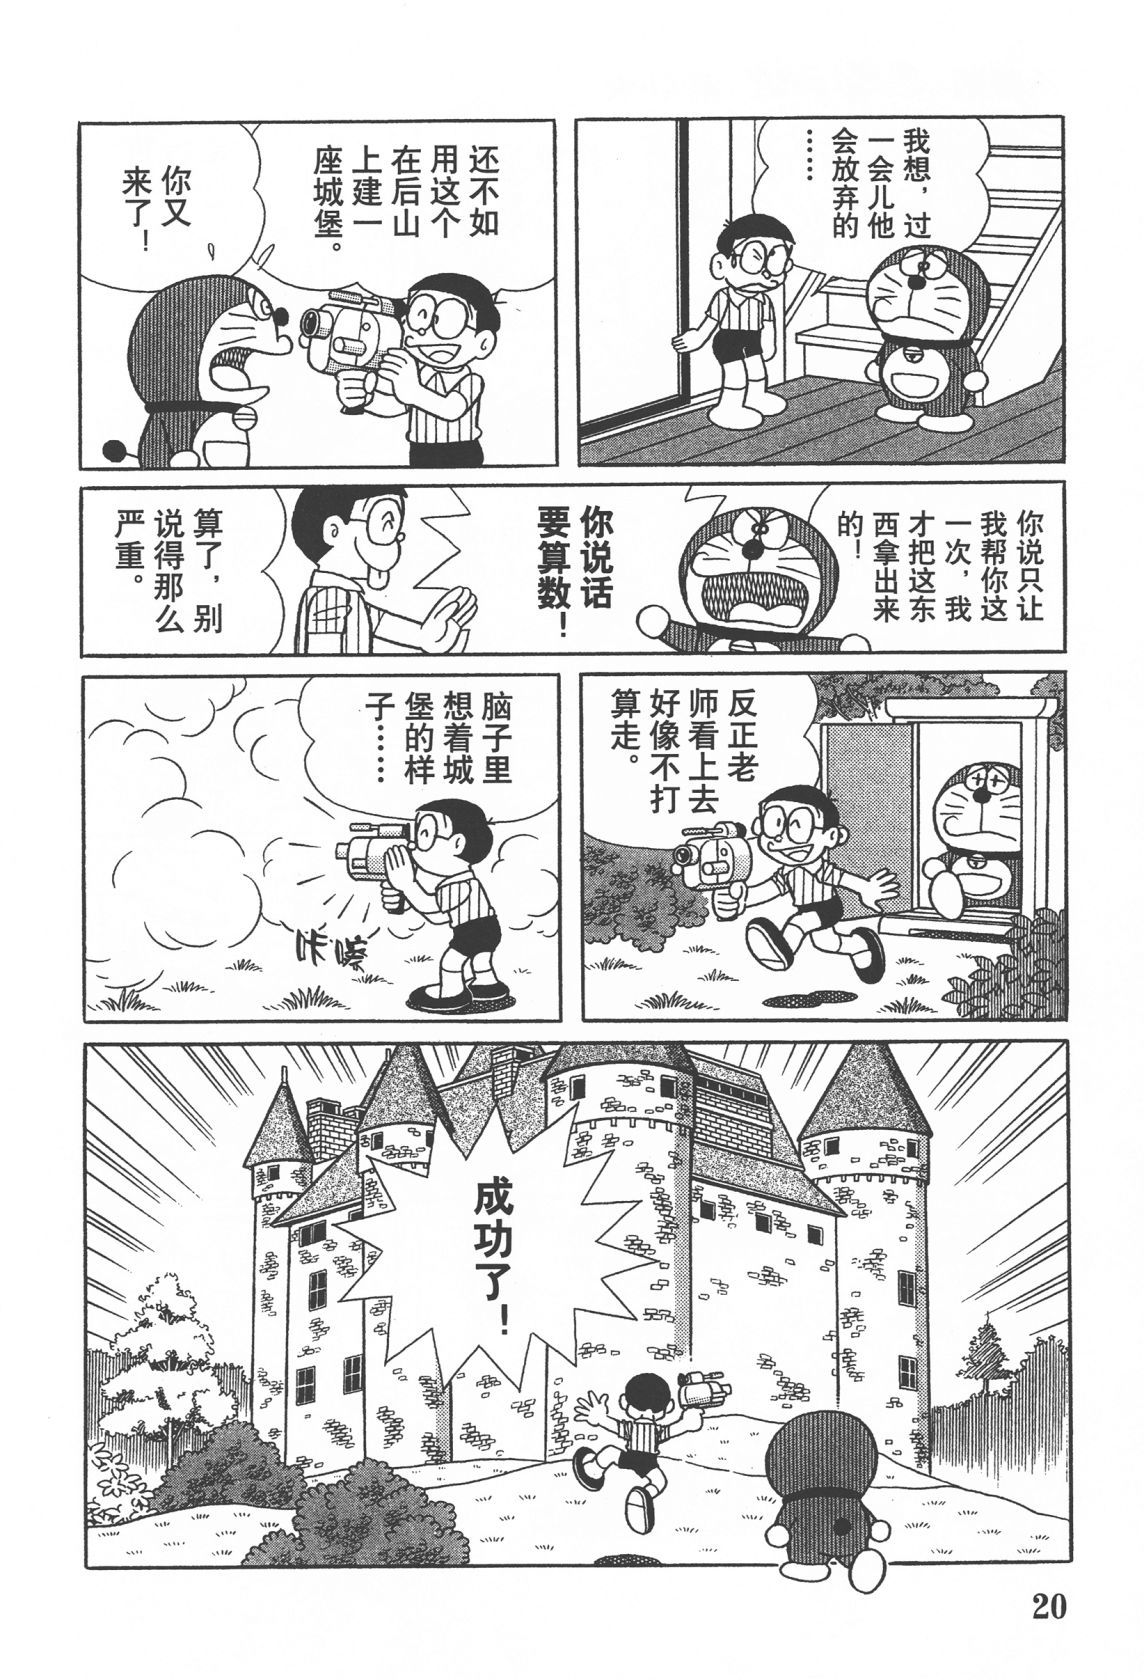 我想，过
一会儿他
会放弃的
……
还不如
用这个
在后山
上建一
座城堡。
你又
来了！
你说只让
我帮你这
一次，我
才把这东
西拿出来
的！
你说话
要算数！
算了，别
说得那么
严重。
反正老
师看上去
好像不打
算走。
脑子里
想着城
堡的样
子……
咔嚓
成功了！
20